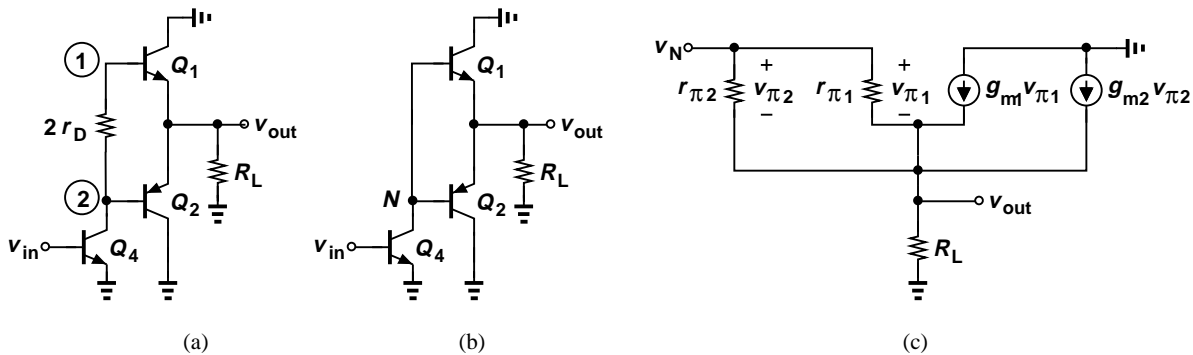 1
Q1
2 rD
vout
RL
2
Q2
vin
Q4
(a)
Q1
vout
RL
N
Q2
vin
Q4
(b)
vN
rπ2
+
vπ2
−
rπ1
+
vπ1
−
gm1vπ1
gm2vπ2
vout
RL
(c)